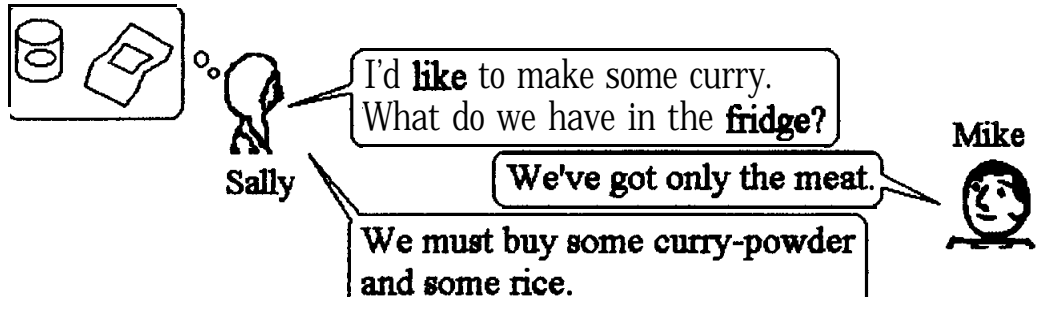 I'd like to make some curry.
What do we have in the fridge?
Mike
We've got only the meat.
Sally
We must buy some curry-powder
and some rice.